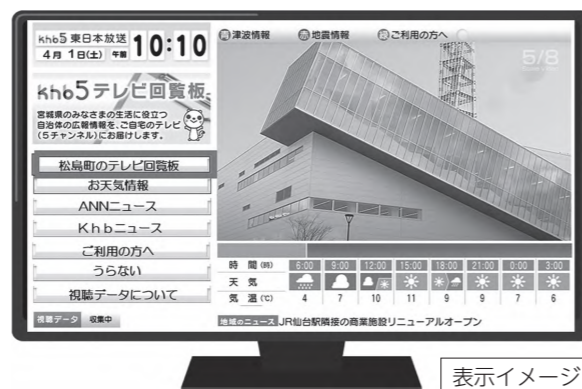 khb5 東日本放送
4月 1日(土) 午前 10:10
khb5テレビ回覧板
宮城県のみなさまの生活に役立つ
自治体の広報情報を、ご自宅のテレビ
(5チャンネル)にお届けします。
松島町のテレビ回覧板
お天気情報
ANNニュース
Khbニュース
ご利用の方へ
うらない
視聴データについて
視聴データ 収集中
青 津波情報 赤 地震情報 緑 ご利用の方へ
5/8
時 間(時) 6:00 9:00 12:00 15:00 18:00 21:00 0:00 3:00
天 気
気 温(℃) 4 7 10 11 9 9 7 6
地域のニュース JR仙台駅隣接の商業施設リニューアルオープン
表示イメージ